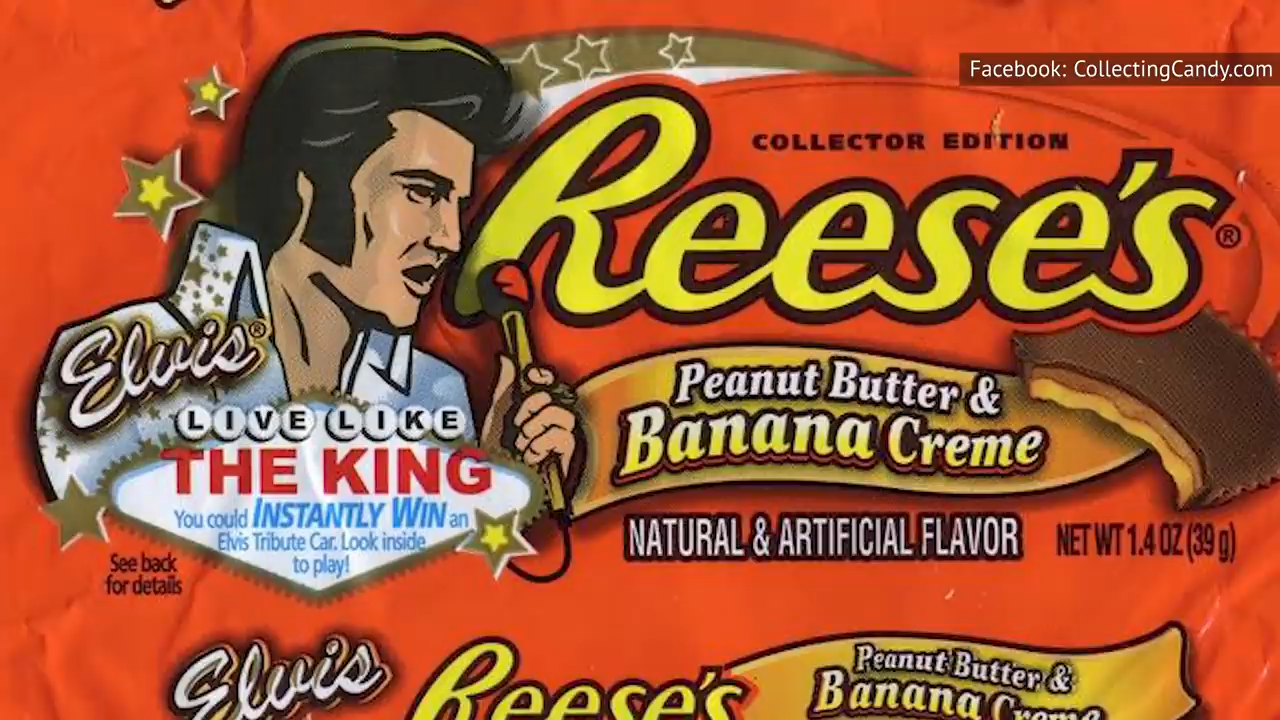 Facebook: CollectingCandy.com
COLLECTOR EDITION
Reese's®
Elvis®
LIVE LIKE
THE KING
You could INSTANTLY WIN an
Elvis Tribute Car. Look inside
to play!
See back
for details
Peanut Butter &
Banana Creme
NATURAL & ARTIFICIAL FLAVOR
NET WT 1.4 OZ (39 g)
Elvis
Reese's
Peanut Butter &
Banana Creme